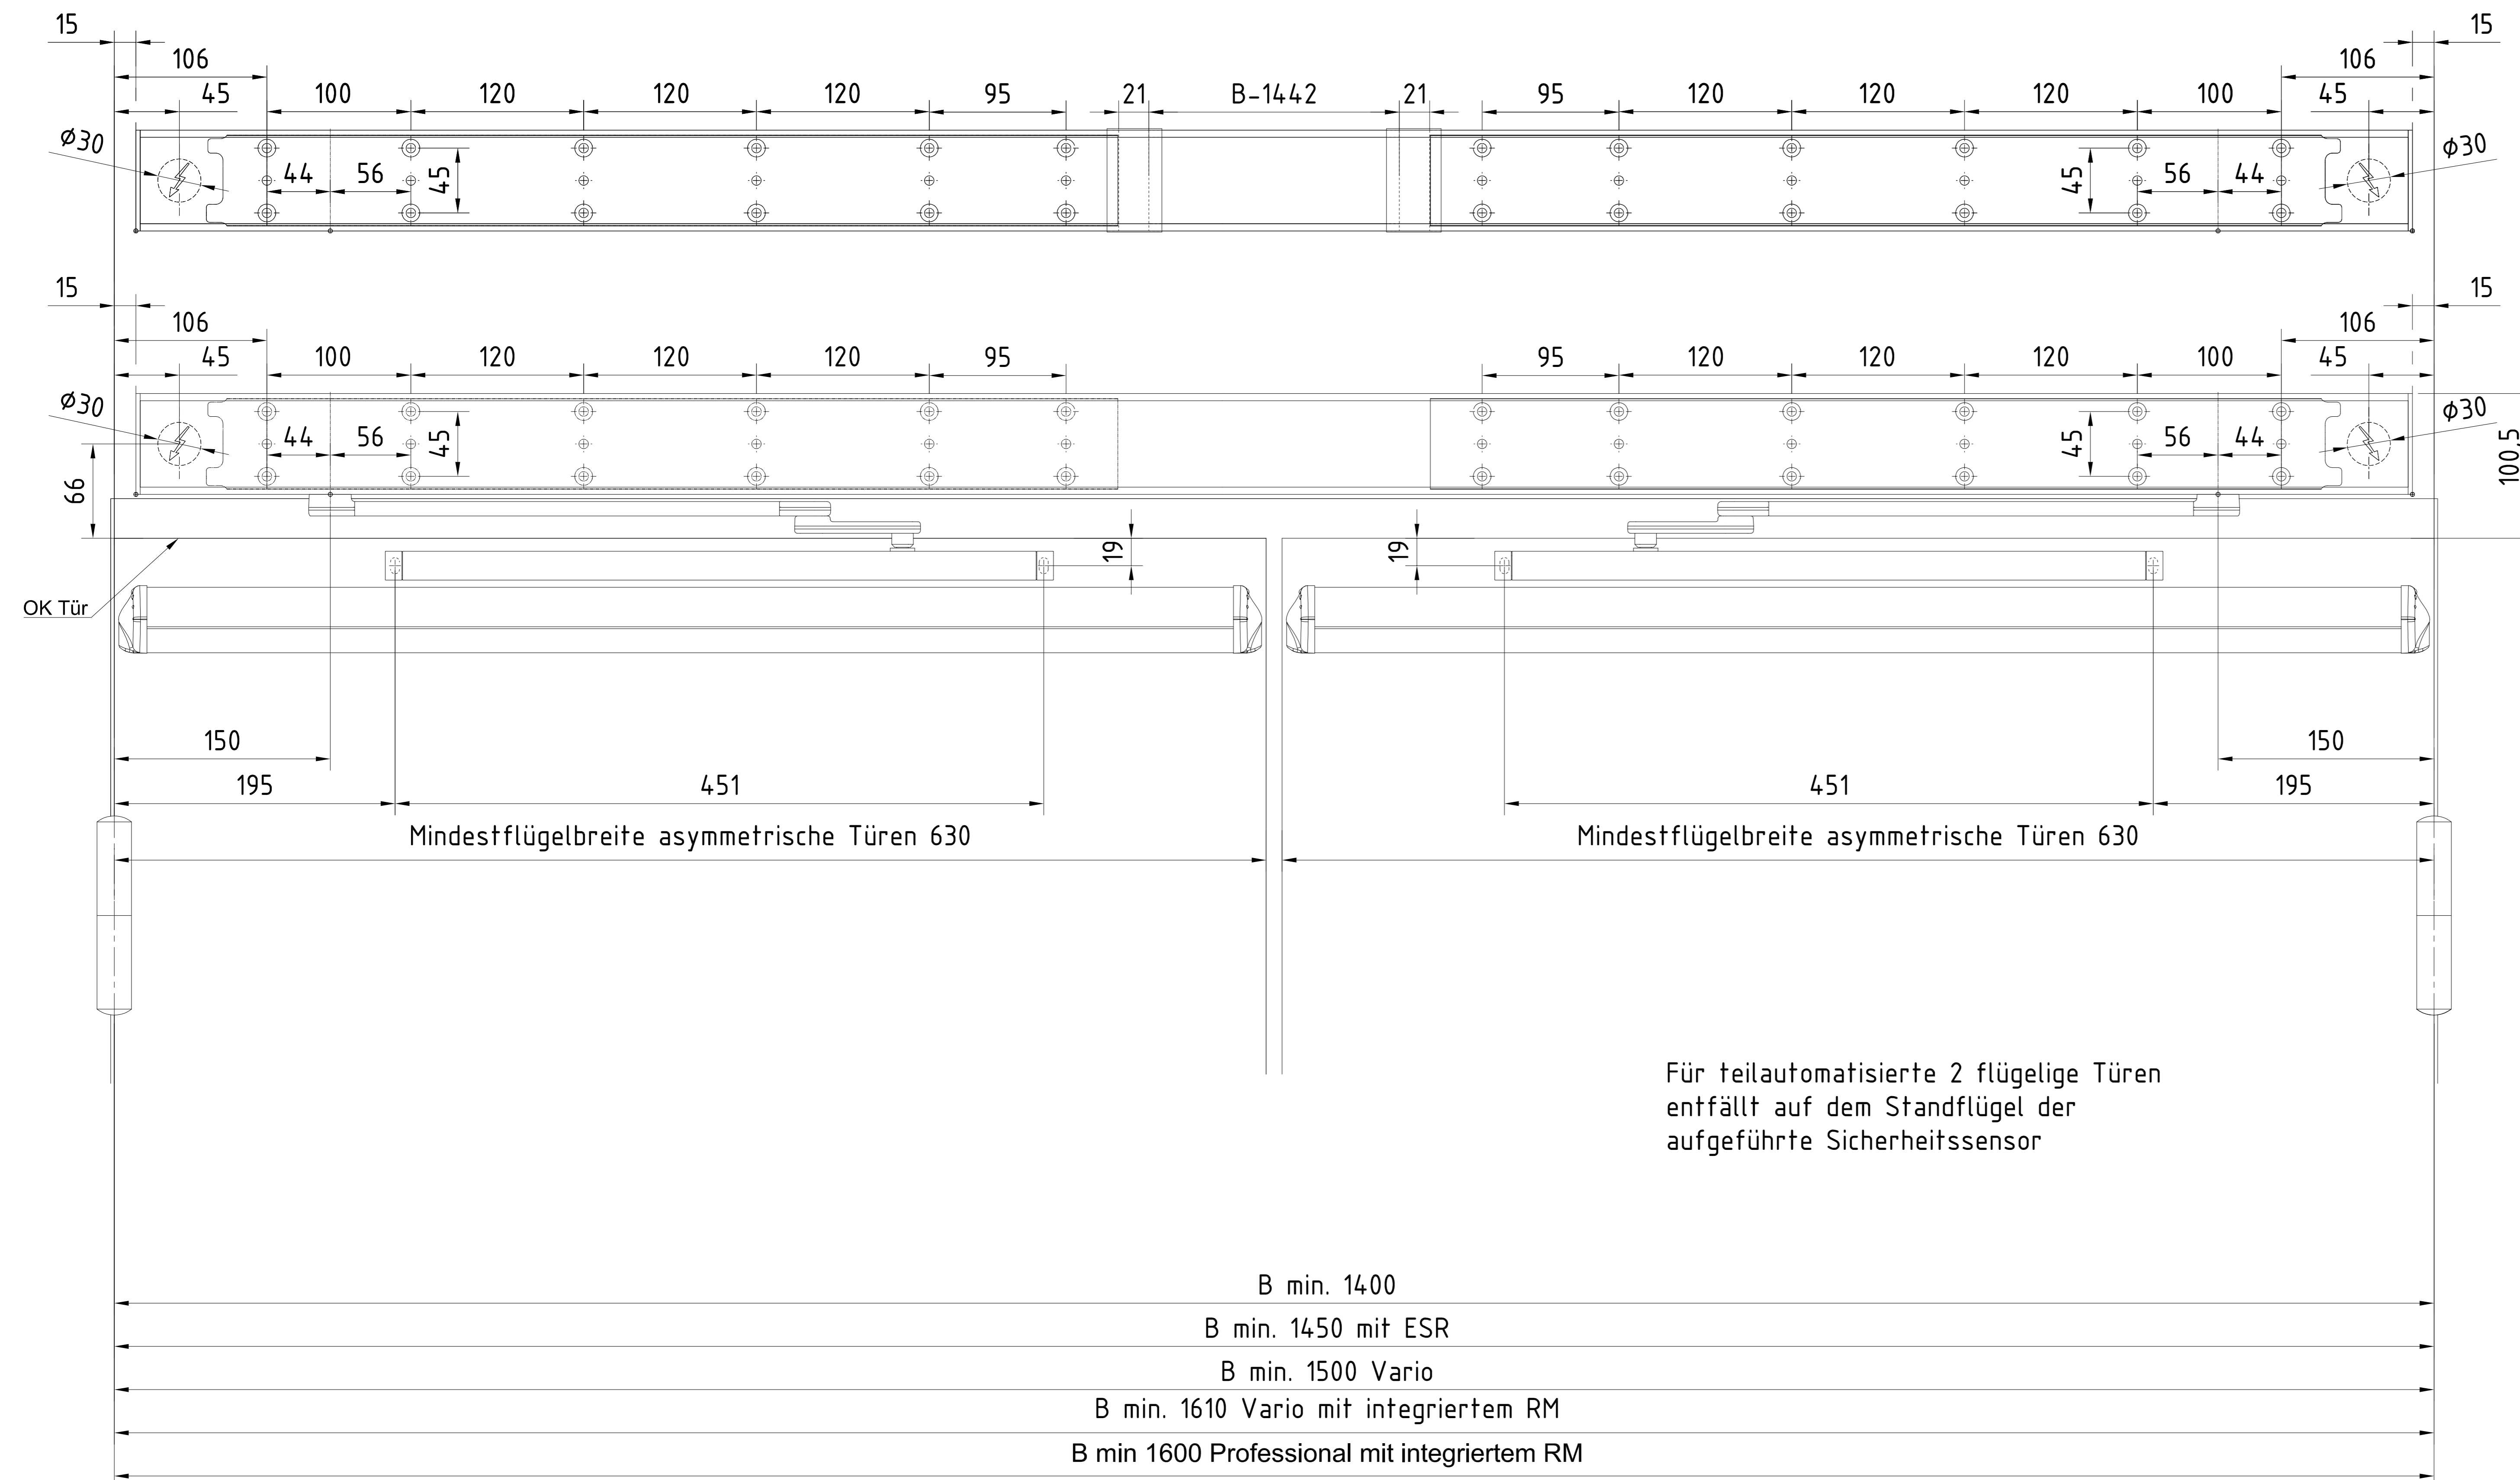 15 15
106 106
45 100 120 120 120 95 21 B-1442 21 95 120 120 120 100 45
ϕ30 44 56 45 45 56 44 ϕ30
15 15
106 106
45 100 120 120 120 95 95 120 120 120 100 45
ϕ30 44 56 45 45 56 44 ϕ30
66 100,5
19 19
OK Tür
150 150
195 451 451 195
Mindestflügelbreite asymmetrische Türen 630 Mindestflügelbreite asymmetrische Türen 630
Für teilautomatisierte 2 flügelige Türen
entfällt auf dem Standflügel der
aufgeführte Sicherheitssensor
B min. 1400
B min. 1450 mit ESR
B min. 1500 Vario
B min. 1610 Vario mit integriertem RM
B min 1600 Professional mit integriertem RM